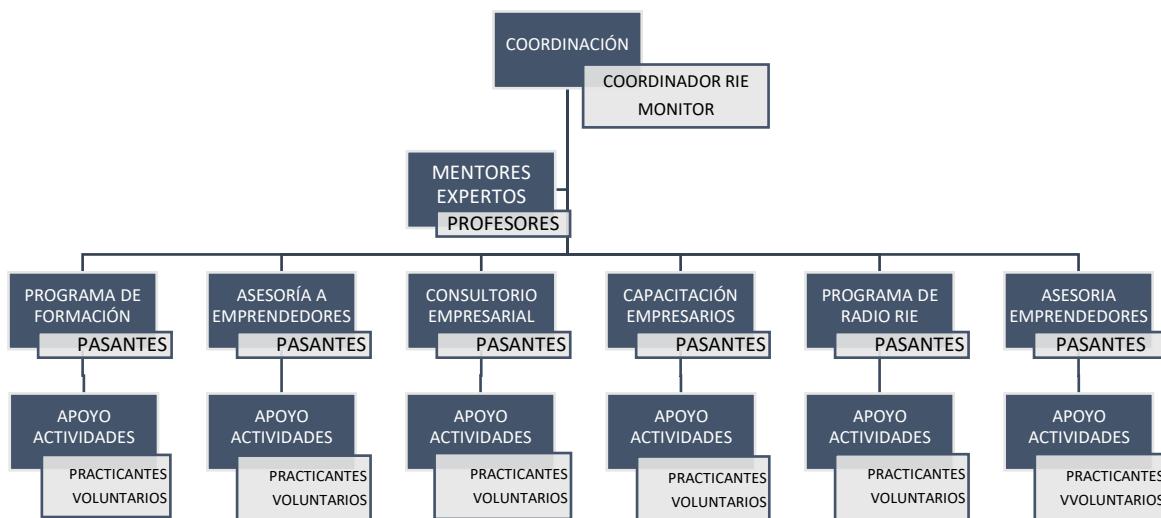 COORDINACIÓN
COORDINADOR RIE
MONITOR
MENTORES
EXPERTOS
PROFESORES
PROGRAMA DE
FORMACIÓN
PASANTES
ASESORÍA A
EMPRENDEDORES
PASANTES
CONSULTORIO
EMPRESARIAL
PASANTES
CAPACITACIÓN
EMPRESARIOS
PASANTES
PROGRAMA DE
RADIO RIE
PASANTES
ASESORIA
EMPRENDEDORES
PASANTES
APOYO
ACTIVIDADES
PRACTICANTES
VOLUNTARIOS
APOYO
ACTIVIDADES
PRACTICANTES
VOLUNTARIOS
APOYO
ACTIVIDADES
PRACTICANTES
VOLUNTARIOS
APOYO
ACTIVIDADES
PRACTICANTES
VOLUNTARIOS
APOYO
ACTIVIDADES
PRACTICANTES
VOLUNTARIOS
APOYO
ACTIVIDADES
PRACTICANTES
VVOLUNTARIOS